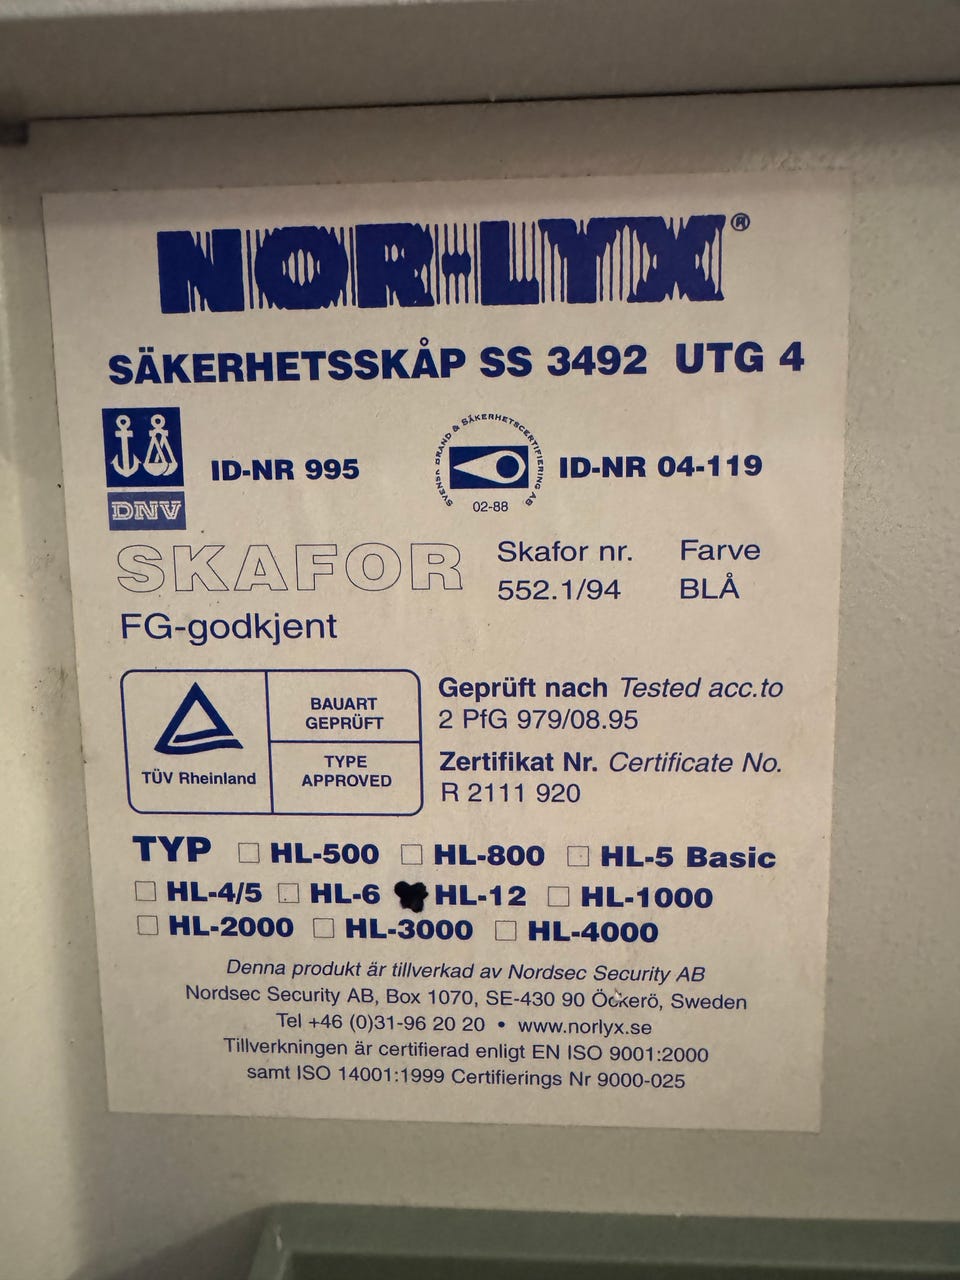 NOR-LYX®
SÄKERHETSSKÅP SS 3492 UTG 4
DNV
ID-NR 995
SVENSK BRAND & SÄKERHETSCERTIFIERING AB
02-88
ID-NR 04-119
SKAFOR
Skafor nr. Farve
552.1/94 BLÅ
FG-godkjent
TÜV Rheinland
BAUART
GEPRÜFT
TYPE
APPROVED
Geprüft nach Tested acc.to
2 PfG 979/08.95
Zertifikat Nr. Certificate No.
R 2111 920
TYP ☐ HL-500 ☐ HL-800 ☐ HL-5 Basic
☐ HL-4/5 ☐ HL-6 HL-12 ☐ HL-1000
☐ HL-2000 ☐ HL-3000 ☐ HL-4000
Denna produkt är tillverkad av Nordsec Security AB
Nordsec Security AB, Box 1070, SE-430 90 Öckerö, Sweden
Tel +46 (0)31-96 20 20 • www.norlyx.se
Tillverkningen är certifierad enligt EN ISO 9001:2000
samt ISO 14001:1999 Certifierings Nr 9000-025